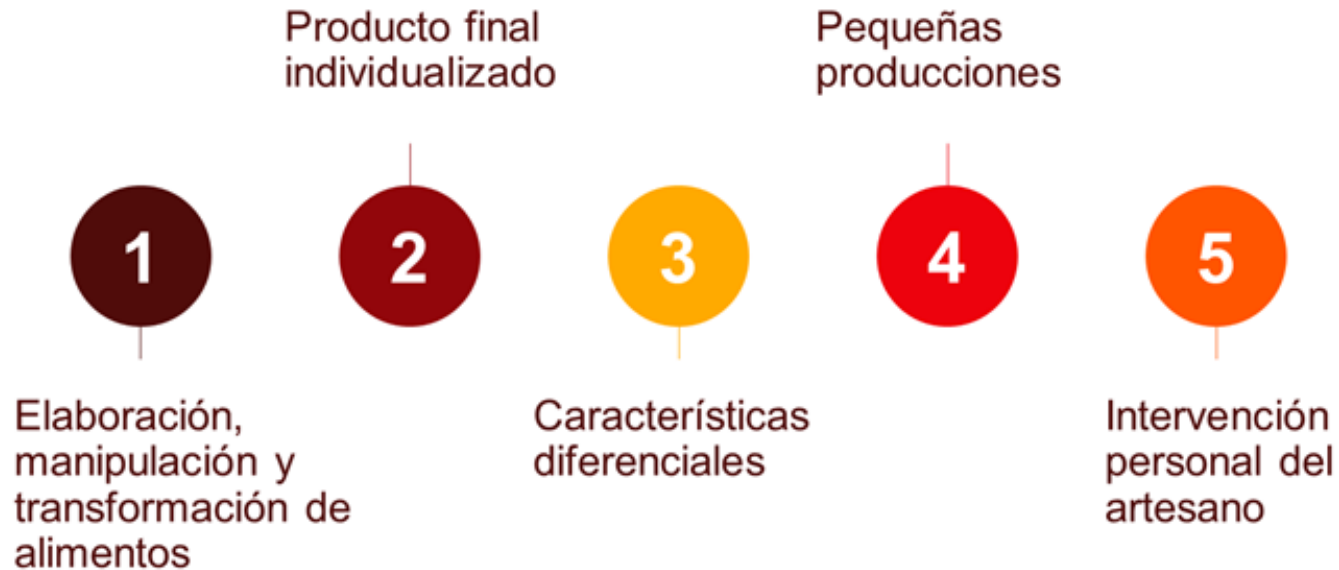 Producto final
individualizado
Pequeñas
producciones
1
2
3
4
5
Elaboración,
manipulación y
transformación de
alimentos
Características
diferenciales
Intervención
personal del
artesano